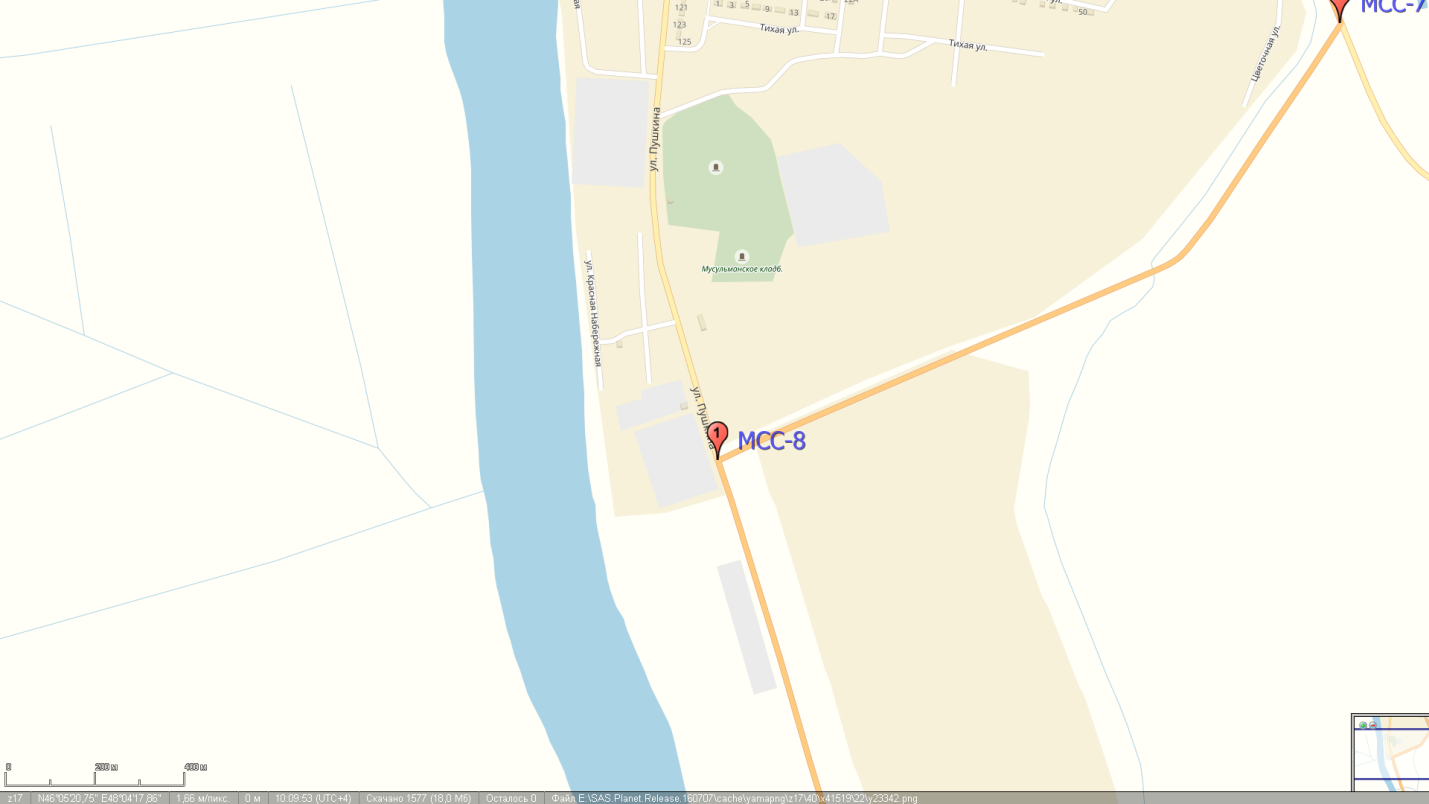 МСС-7
121
1
3
5
9
13
17
50
123
125
Тихая ул.
Тихая ул.
Цветочная ул.
ул. Пушкина
Мусульманское кладб.
ул. Красная Набережная
ул. Пушкина
1
МСС-8
0
200 м
400 м
z17 N46°05'20,75" E48°04'17,86" 1,66 м/пикс. 0 м 10:09:53 (UTC+4) Скачано 1577 (18,0 Мб) Осталось 0 Файл E:\SAS.Planet.Release.160707\cache\yamapng\z17\40\x41519\22\y23342.png